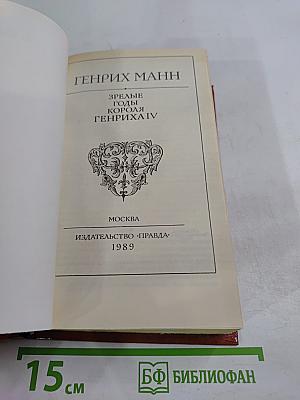 ГЕНРИХ МАНН
ЗРЕЛЫЕ
ГОДЫ
КОРОЛЯ
ГЕНРИХА IV
МОСКВА
ИЗДАТЕЛЬСТВО «ПРАВДА»
1989
15 см
БФ БИБЛИОФАН